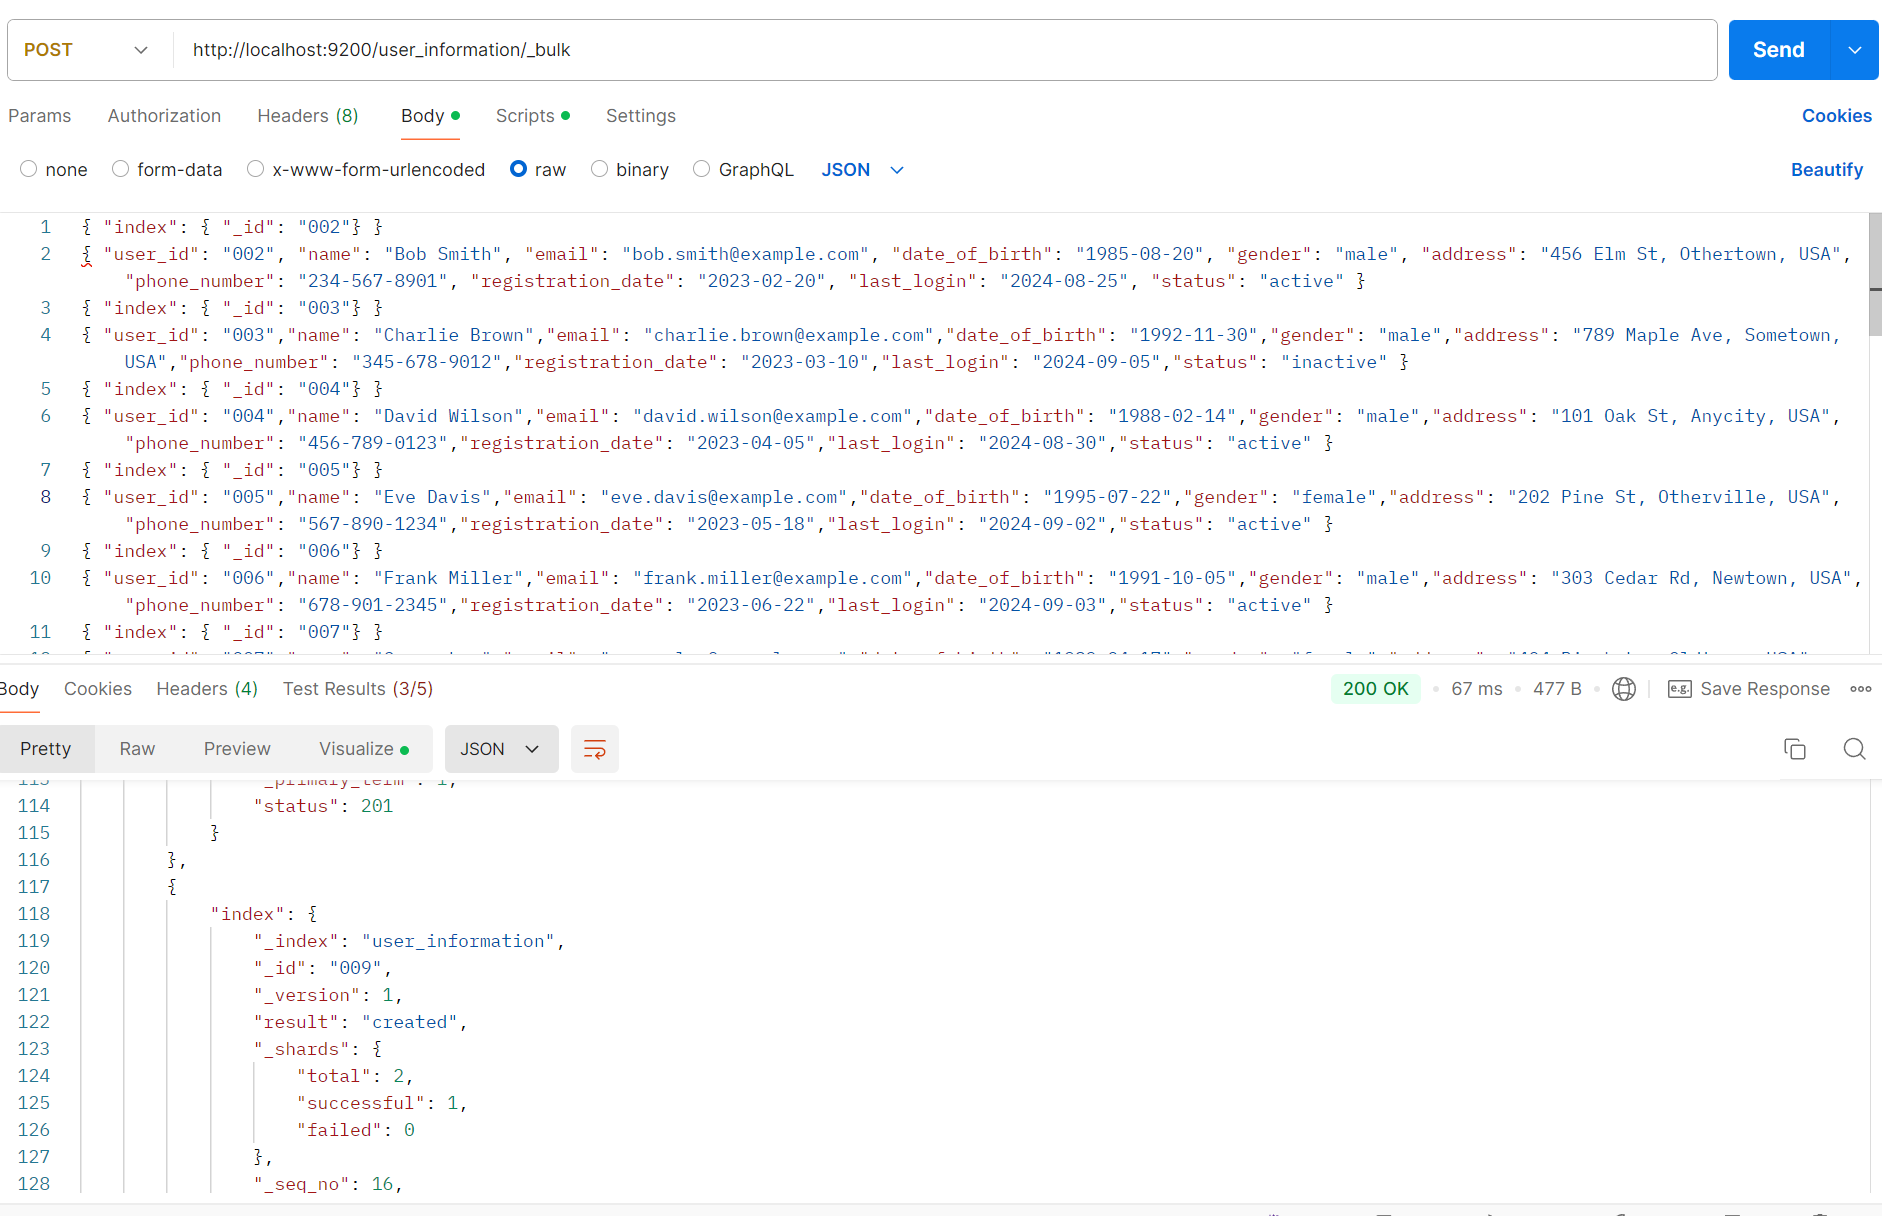 POST
http://localhost:9200/user_information/_bulk
Send
Params Authorization Headers (8) Body Scripts Settings Cookies
none form-data x-www-form-urlencoded raw binary GraphQL JSON Beautify
1 { "index": { "_id": "002"} }
2 { "user_id": "002", "name": "Bob Smith", "email": "bob.smith@example.com", "date_of_birth": "1985-08-20", "gender": "male", "address": "456 Elm St, Othertown, USA",
"phone_number": "234-567-8901", "registration_date": "2023-02-20", "last_login": "2024-08-25", "status": "active" }
3 { "index": { "_id": "003"} }
4 { "user_id": "003","name": "Charlie Brown","email": "charlie.brown@example.com","date_of_birth": "1992-11-30","gender": "male","address": "789 Maple Ave, Sometown,
USA","phone_number": "345-678-9012","registration_date": "2023-03-10","last_login": "2024-09-05","status": "inactive" }
5 { "index": { "_id": "004"} }
6 { "user_id": "004","name": "David Wilson","email": "david.wilson@example.com","date_of_birth": "1988-02-14","gender": "male","address": "101 Oak St, Anycity, USA",
"phone_number": "456-789-0123","registration_date": "2023-04-05","last_login": "2024-08-30","status": "active" }
7 { "index": { "_id": "005"} }
8 { "user_id": "005","name": "Eve Davis","email": "eve.davis@example.com","date_of_birth": "1995-07-22","gender": "female","address": "202 Pine St, Otherville, USA",
"phone_number": "567-890-1234","registration_date": "2023-05-18","last_login": "2024-09-02","status": "active" }
9 { "index": { "_id": "006"} }
10 { "user_id": "006","name": "Frank Miller","email": "frank.miller@example.com","date_of_birth": "1991-10-05","gender": "male","address": "303 Cedar Rd, Newtown, USA",
"phone_number": "678-901-2345","registration_date": "2023-06-22","last_login": "2024-09-03","status": "active" }
11 { "index": { "_id": "007"} }
Body Cookies Headers (4) Test Results (3/5) 200 OK 67 ms 477 B e.g. Save Response
Pretty Raw Preview Visualize JSON
"_primary_term": 1,
114 "status": 201
115 }
116 },
117 {
118 "index": {
119 "_index": "user_information",
120 "_id": "009",
121 "_version": 1,
122 "result": "created",
123 "_shards": {
124 "total": 2,
125 "successful": 1,
126 "failed": 0
127 },
128 "_seq_no": 16,